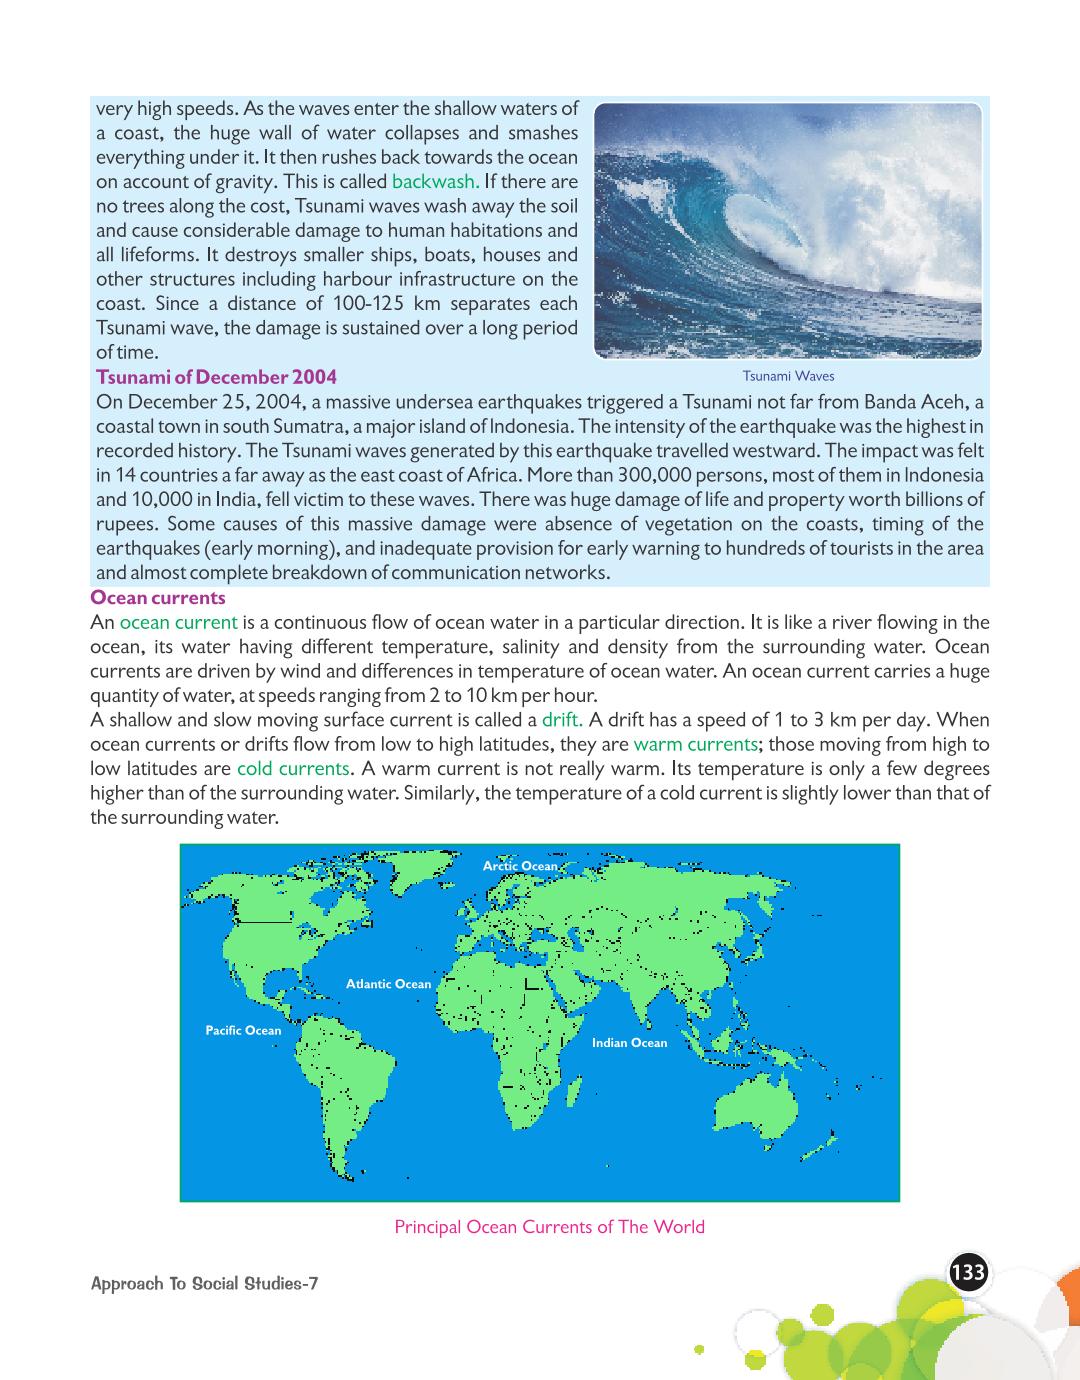 very high speeds. As the waves enter the shallow waters of
a coast, the huge wall of water collapses and smashes
everything under it. It then rushes back towards the ocean
on account of gravity. This is called backwash. If there are
no trees along the cost, Tsunami waves wash away the soil
and cause considerable damage to human habitations and
all lifeforms. It destroys smaller ships, boats, houses and
other structures including harbour infrastructure on the
coast. Since a distance of 100-125 km separates each
Tsunami wave, the damage is sustained over a long period
of time.
Tsunami Waves
Tsunami of December 2004
On December 25, 2004, a massive undersea earthquakes triggered a Tsunami not far from Banda Aceh, a
coastal town in south Sumatra, a major island of Indonesia. The intensity of the earthquake was the highest in
recorded history. The Tsunami waves generated by this earthquake travelled westward. The impact was felt
in 14 countries a far away as the east coast of Africa. More than 300,000 persons, most of them in Indonesia
and 10,000 in India, fell victim to these waves. There was huge damage of life and property worth billions of
rupees. Some causes of this massive damage were absence of vegetation on the coasts, timing of the
earthquakes (early morning), and inadequate provision for early warning to hundreds of tourists in the area
and almost complete breakdown of communication networks.
Ocean currents
An ocean current is a continuous flow of ocean water in a particular direction. It is like a river flowing in the
ocean, its water having different temperature, salinity and density from the surrounding water. Ocean
currents are driven by wind and differences in temperature of ocean water. An ocean current carries a huge
quantity of water, at speeds ranging from 2 to 10 km per hour.
A shallow and slow moving surface current is called a drift. A drift has a speed of 1 to 3 km per day. When
ocean currents or drifts flow from low to high latitudes, they are warm currents; those moving from high to
low latitudes are cold currents. A warm current is not really warm. Its temperature is only a few degrees
higher than of the surrounding water. Similarly, the temperature of a cold current is slightly lower than that of
the surrounding water.
Arctic Ocean
Atlantic Ocean
Pacific Ocean
Indian Ocean
Principal Ocean Currents of The World
Approach To Social Studies-7
133